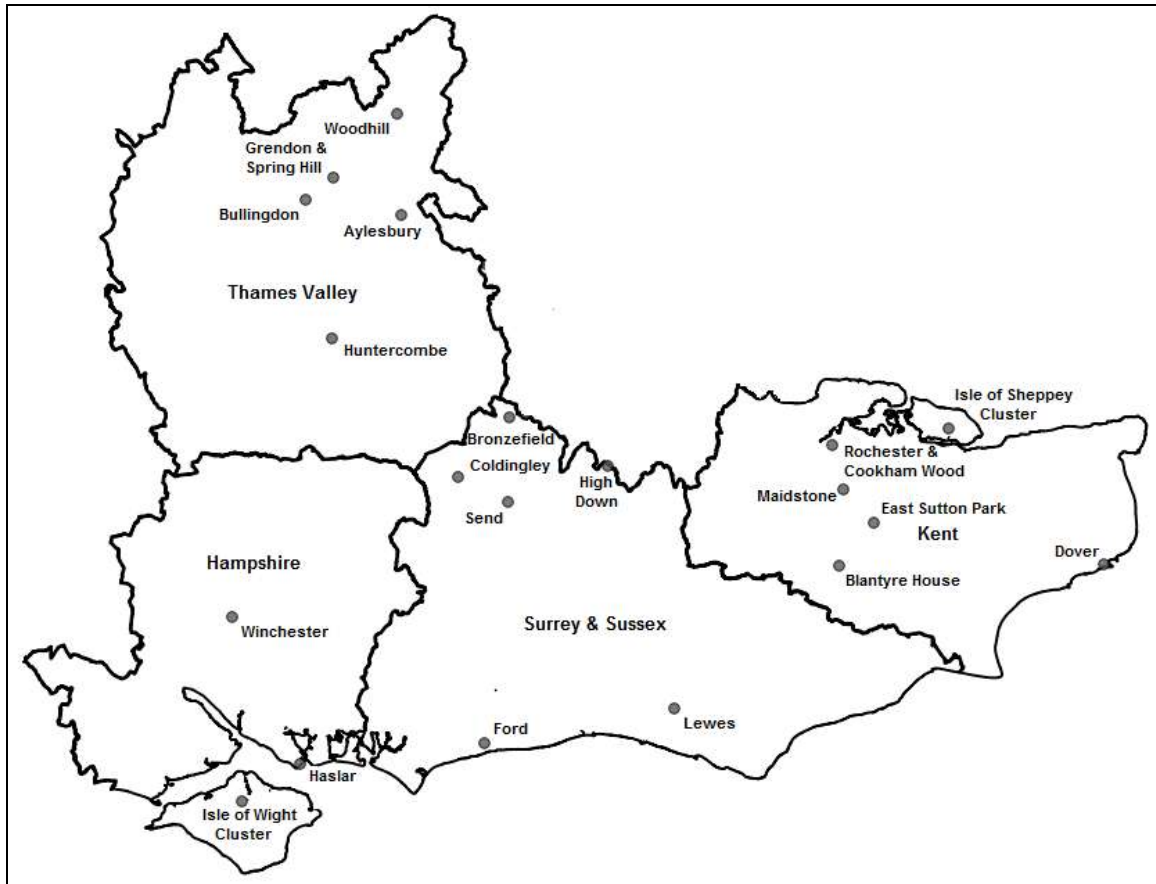 Woodhill
Grendon &
Spring Hill
Bullingdon
Aylesbury
Thames Valley
Huntercombe
Isle of Sheppey
Cluster
Bronzefield
Rochester &
Cookham Wood
Coldingley
High
Down
Maidstone
Send
East Sutton Park
Kent
Hampshire
Dover
Blantyre House
Winchester
Surrey & Sussex
Ford
Lewes
Haslar
Isle of Wight
Cluster